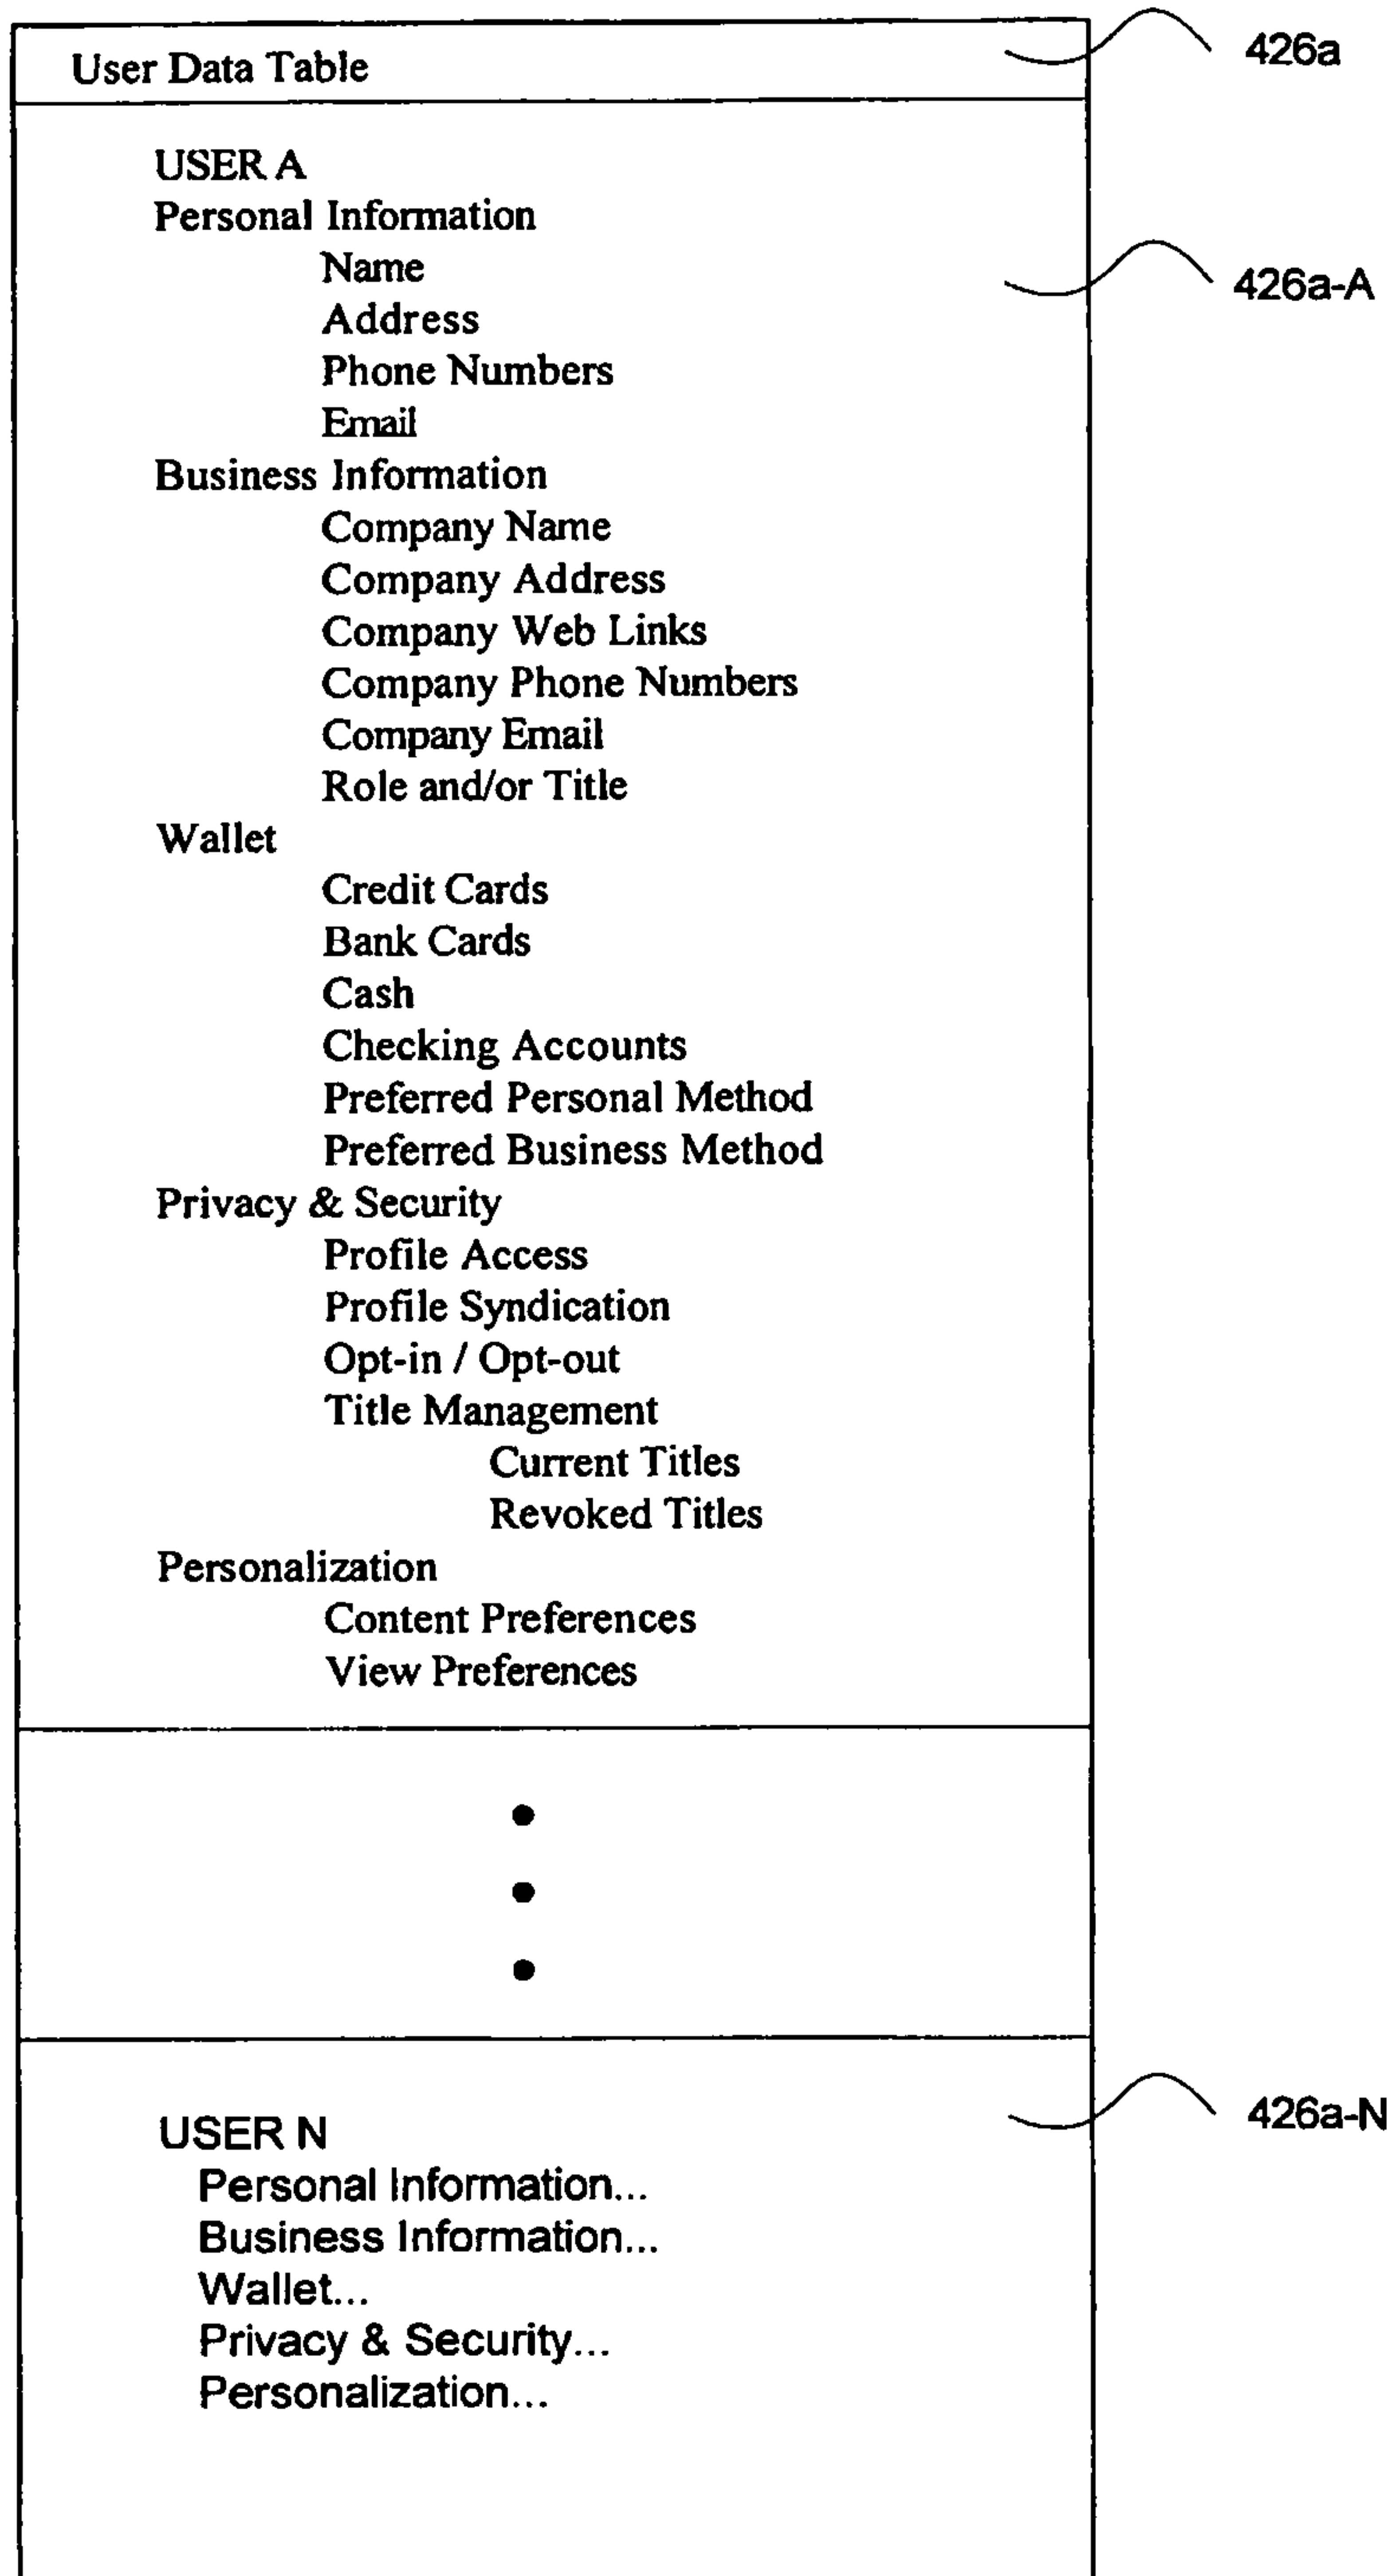 User Data Table
426a
USER A
Personal Information
Name
426a-A
Address
Phone Numbers
Email
Business Information
Company Name
Company Address
Company Web Links
Company Phone Numbers
Company Email
Role and/or Title
Wallet
Credit Cards
Bank Cards
Cash
Checking Accounts
Preferred Personal Method
Preferred Business Method
Privacy & Security
Profile Access
Profile Syndication
Opt-in / Opt-out
Title Management
Current Titles
Revoked Titles
Personalization
Content Preferences
View Preferences
426a-N
USER N
Personal Information...
Business Information...
Wallet...
Privacy & Security...
Personalization...